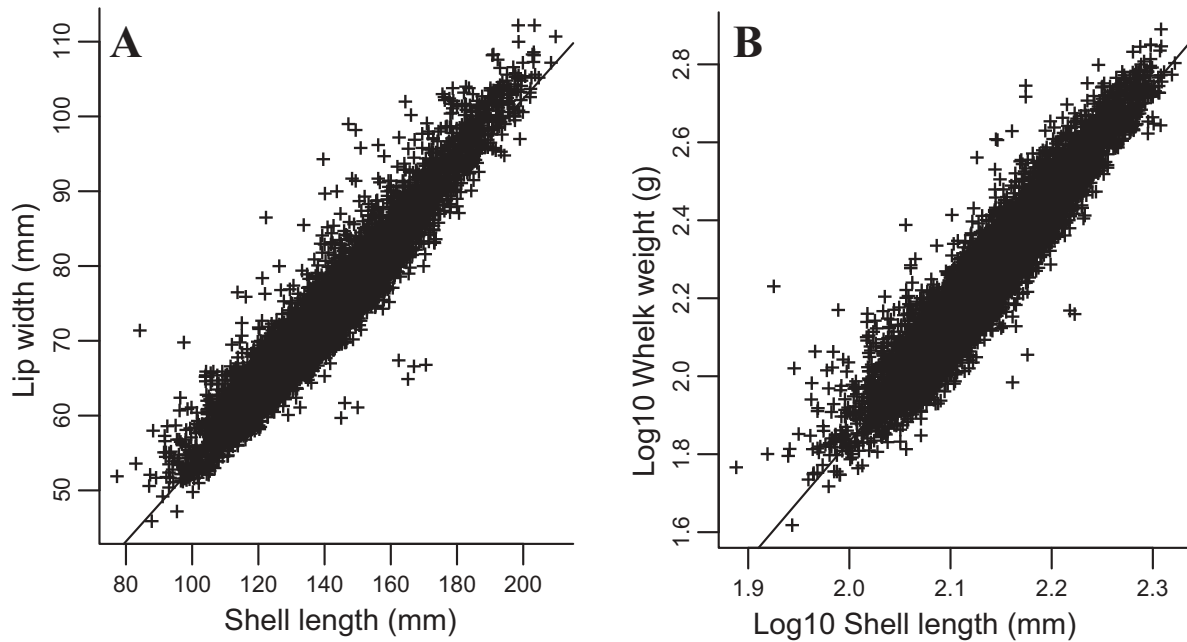 A
Lip width (mm)
110
100
90
80
70
60
50
80 100 120 140 160 180 200
Shell length (mm)
B
Log10 Whelk weight (g)
2.8
2.6
2.4
2.2
2.0
1.8
1.6
1.9 2.0 2.1 2.2 2.3
Log10 Shell length (mm)